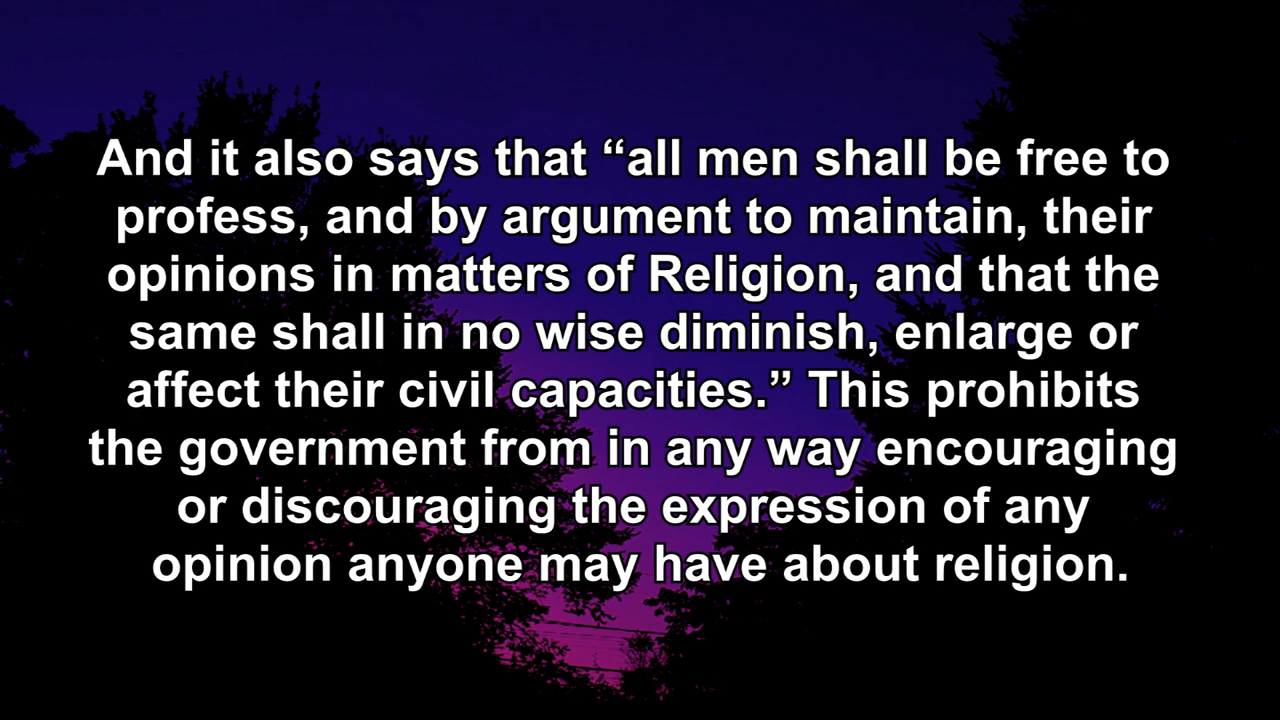 And it also says that “all men shall be free to
profess, and by argument to maintain, their
opinions in matters of Religion, and that the
same shall in no wise diminish, enlarge or
affect their civil capacities.” This prohibits
the government from in any way encouraging
or discouraging the expression of any
opinion anyone may have about religion.